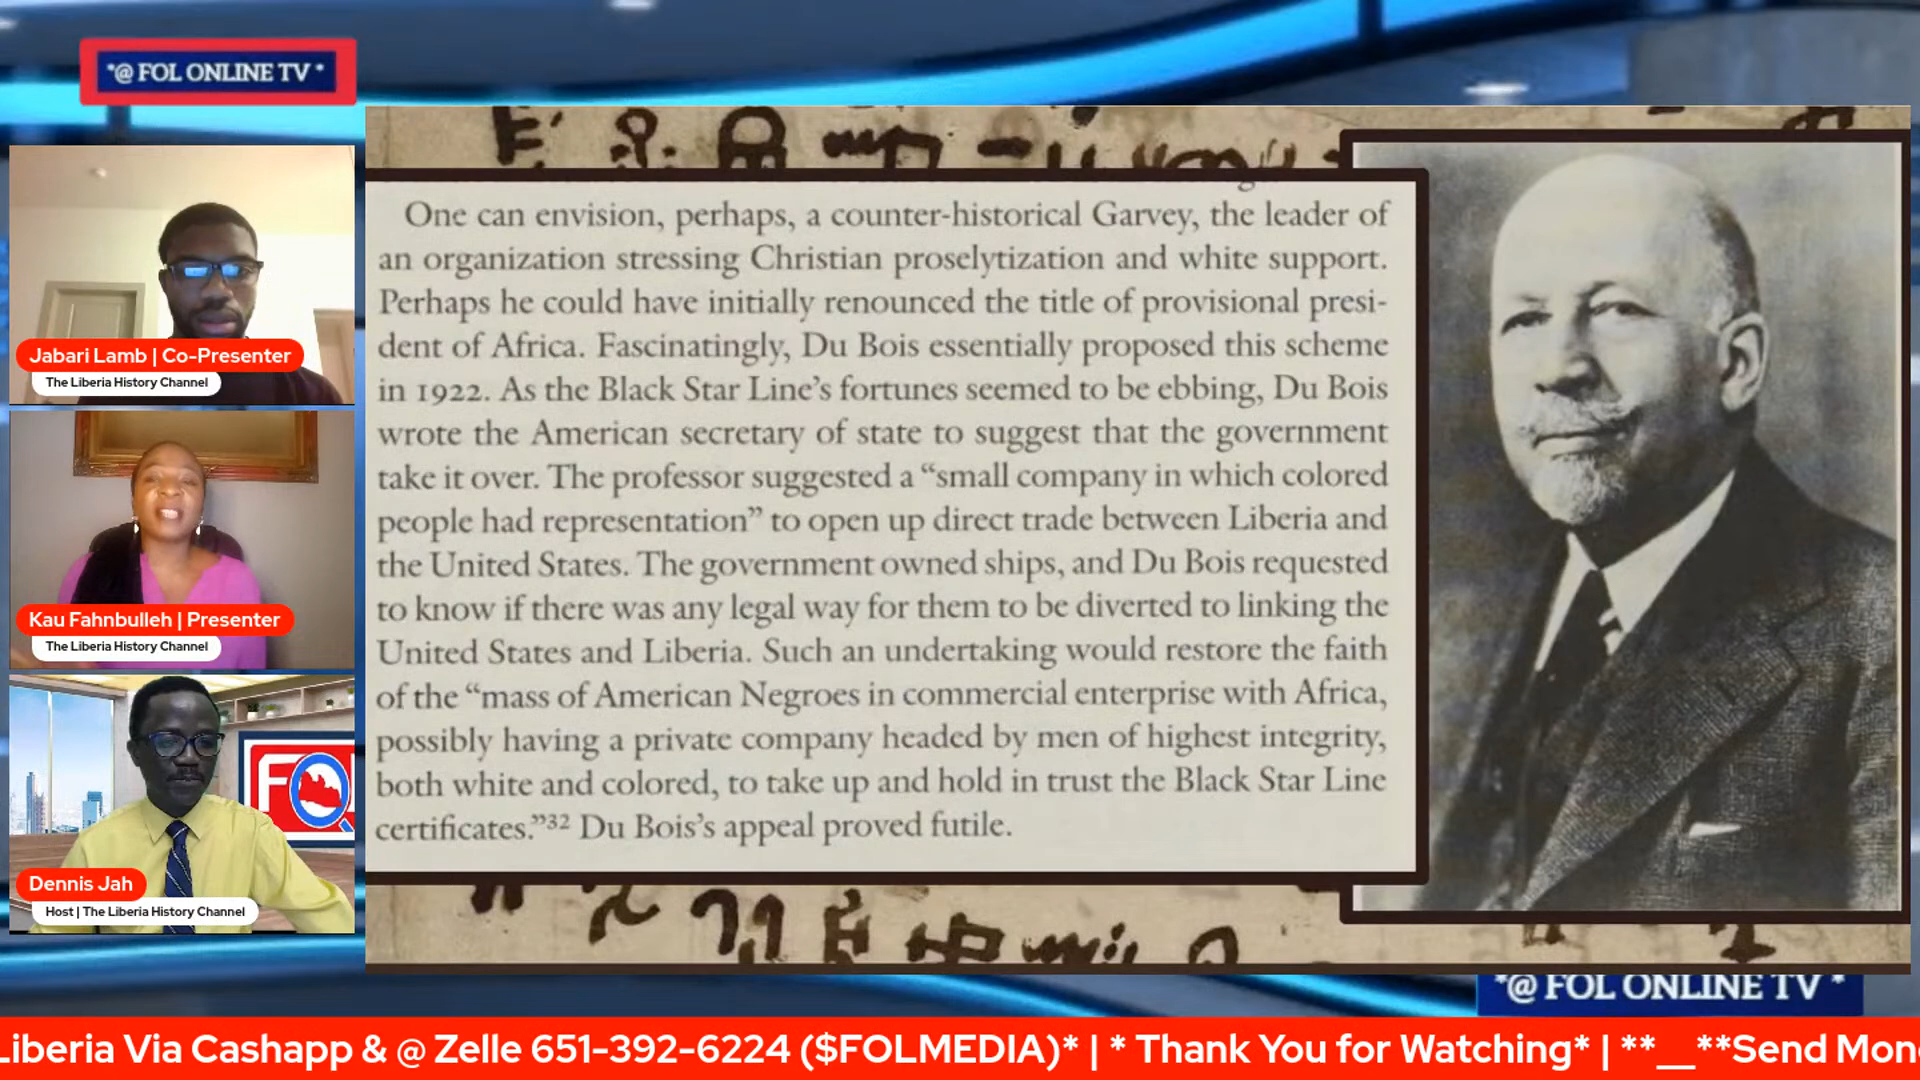 *@ FOL ONLINE TV *
Jabari Lamb | Co-Presenter
The Liberia History Channel
Kau Fahnbulleh | Presenter
The Liberia History Channel
Dennis Jah
Host | The Liberia History Channel
One can envision, perhaps, a counter-historical Garvey, the leader of
an organization stressing Christian proselytization and white support.
Perhaps he could have initially renounced the title of provisional presi-
dent of Africa. Fascinatingly, Du Bois essentially proposed this scheme
in 1922. As the Black Star Line’s fortunes seemed to be ebbing, Du Bois
wrote the American secretary of state to suggest that the government
take it over. The professor suggested a “small company in which colored
people had representation” to open up direct trade between Liberia and
the United States. The government owned ships, and Du Bois requested
to know if there was any legal way for them to be diverted to linking the
United States and Liberia. Such an undertaking would restore the faith
of the “mass of American Negroes in commercial enterprise with Africa,
possibly having a private company headed by men of highest integrity,
both white and colored, to take up and hold in trust the Black Star Line
certificates.”32 Du Bois’s appeal proved futile.
*@ FOL ONLINE TV *
Liberia Via Cashapp & @ Zelle 651-392-6224 ($FOLMEDIA)* | * Thank You for Watching* | **__**Send Mon